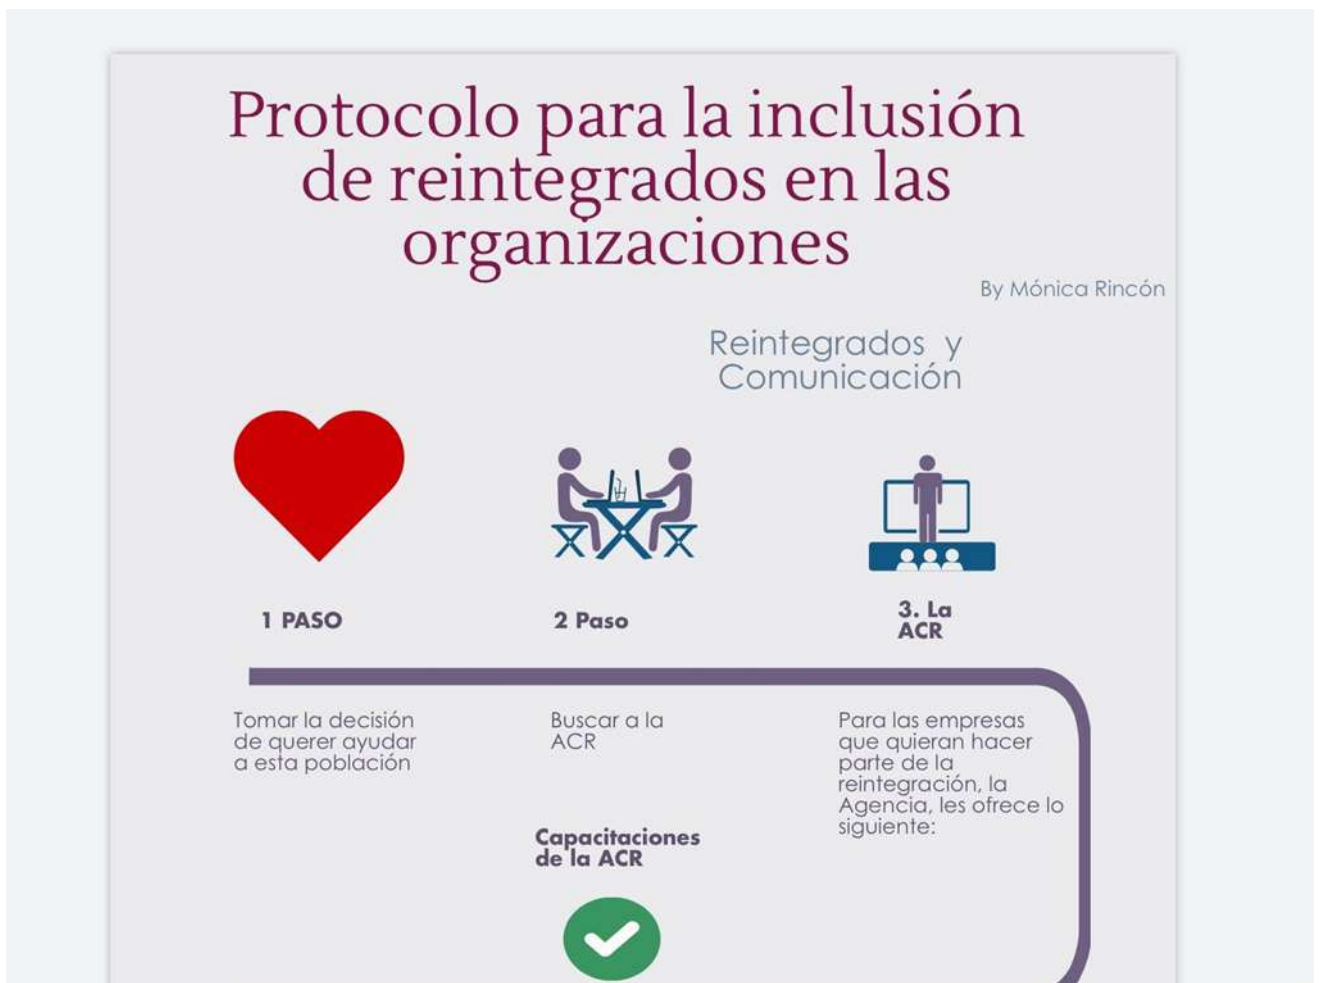 Protocolo para la inclusión
de reintegrados en las
organizaciones
By Mónica Rincón
Reintegrados y
Comunicación
1 PASO
2 Paso
3. La
ACR
Tomar la decisión
de querer ayudar
a esta población
Buscar a la
ACR
Para las empresas
que quieran hacer
parte de la
reintegración, la
Agencia, les ofrece lo
siguiente:
Capacitaciones
de la ACR